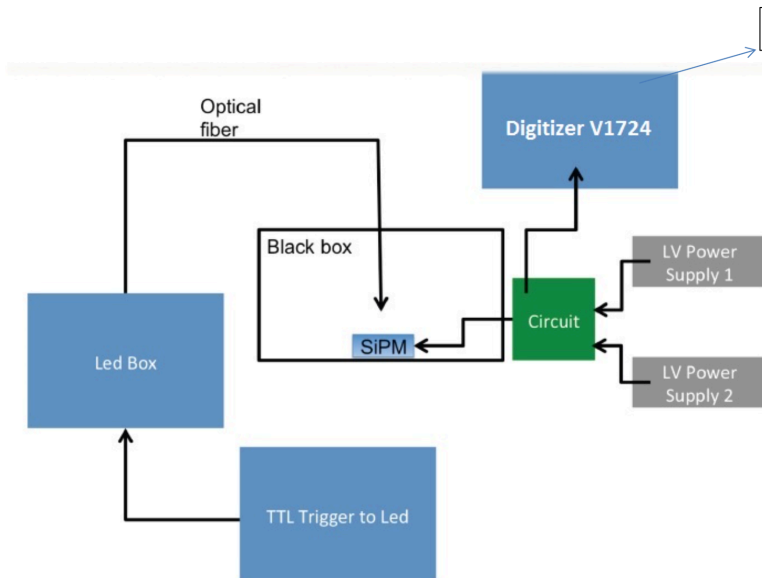 Optical
fiber
Digitizer V1724
Black box
LV Power
Supply 1
Circuit
SiPM
Led Box
LV Power
Supply 2
TTL Trigger to Led